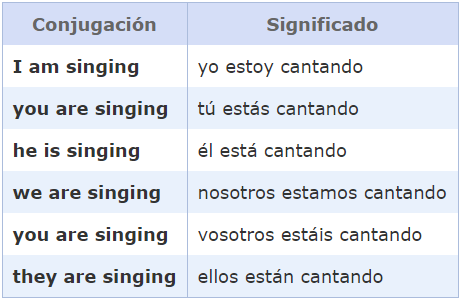 Conjugación Significado
I am singing yo estoy cantando
you are singing tú estás cantando
he is singing él está cantando
we are singing nosotros estamos cantando
you are singing vosotros estáis cantando
they are singing ellos están cantando